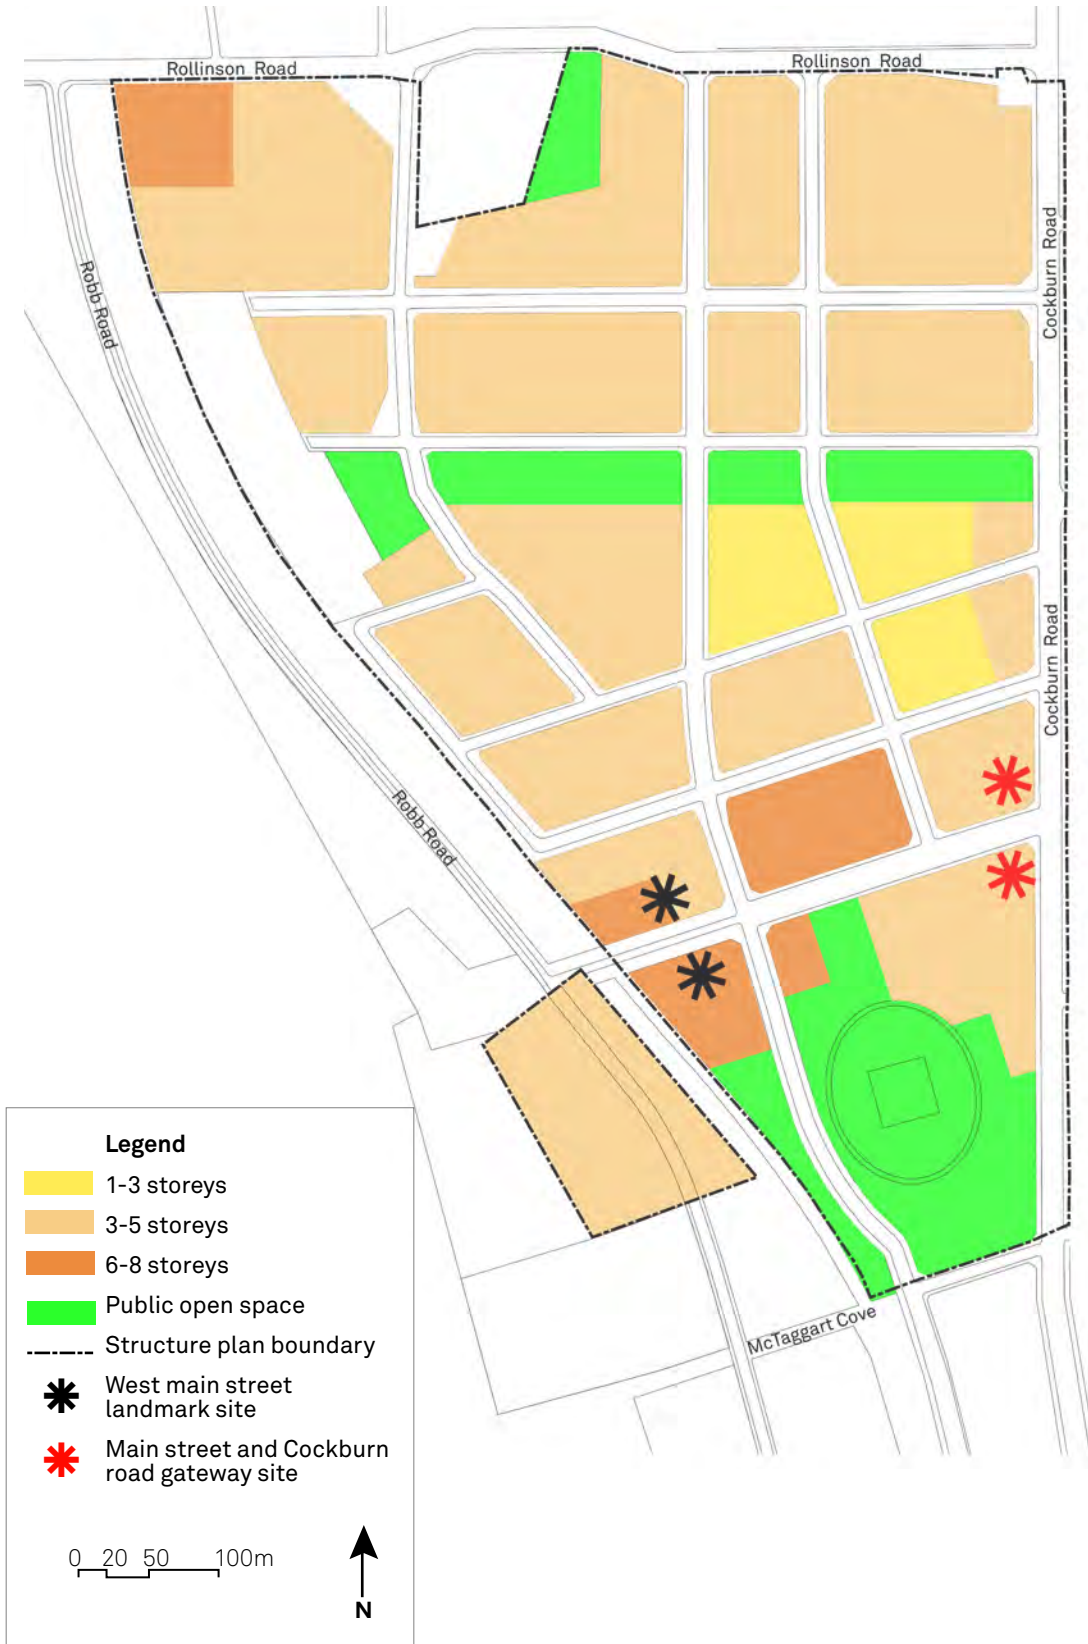 Rollinson Road
Rollinson Road
Cockburn Road
Robb Road
Cockburn Road
Robb Road
McTaggart Cove
Legend
1-3 storeys
3-5 storeys
6-8 storeys
Public open space
Structure plan boundary
West main street
landmark site
Main street and Cockburn
road gateway site
0 20 50 100m
N